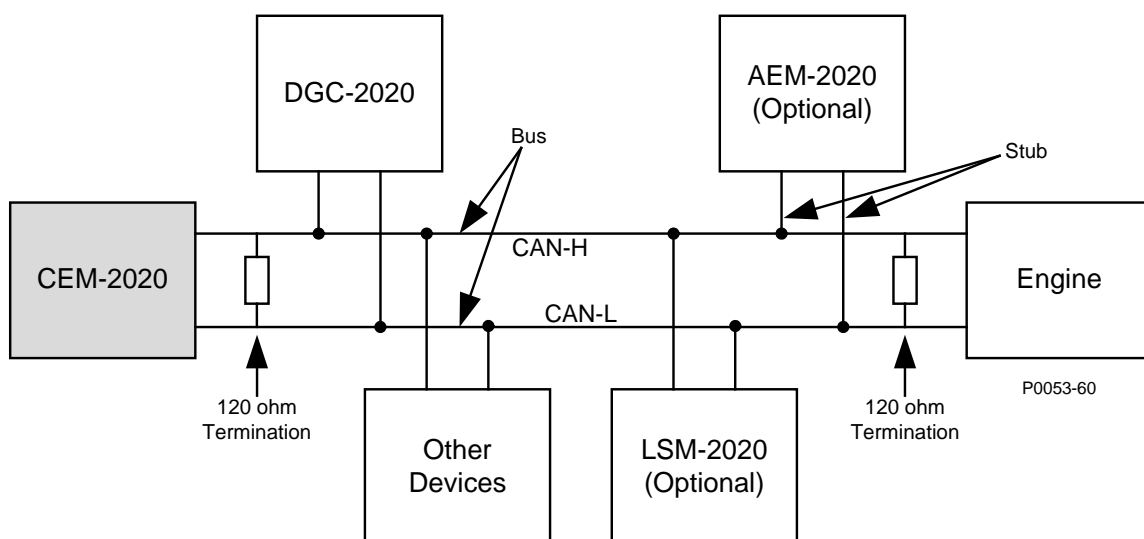 DGC-2020
AEM-2020
(Optional)
Bus
Stub
CEM-2020
CAN-H
Engine
CAN-L
P0053-60
120 ohm
Termination
120 ohm
Termination
Other
Devices
LSM-2020
(Optional)